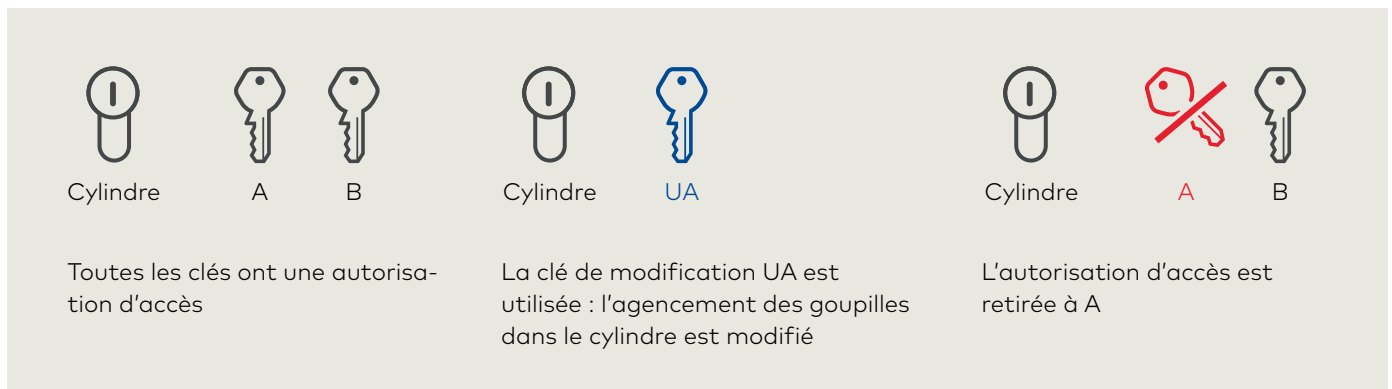 Cylindre A B
Toutes les clés ont une autorisa-
tion d'accès
Cylindre UA
La clé de modification UA est
utilisée : l'agencement des goupilles
dans le cylindre est modifié
Cylindre A B
L'autorisation d'accès est
retirée à A